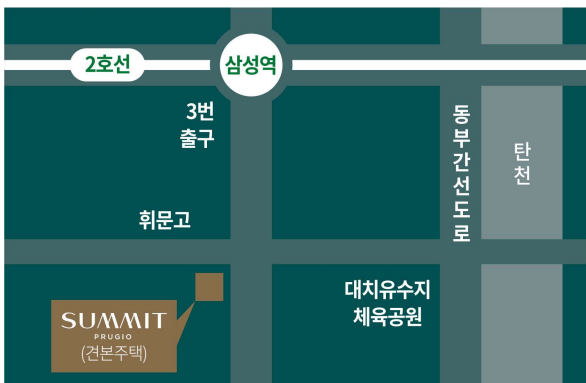 2호선
삼성역
3번
출구
동부간선도로
탄천
휘문고
대치유수지
체육공원
SUMMIT
PRUGIO
(견본주택)